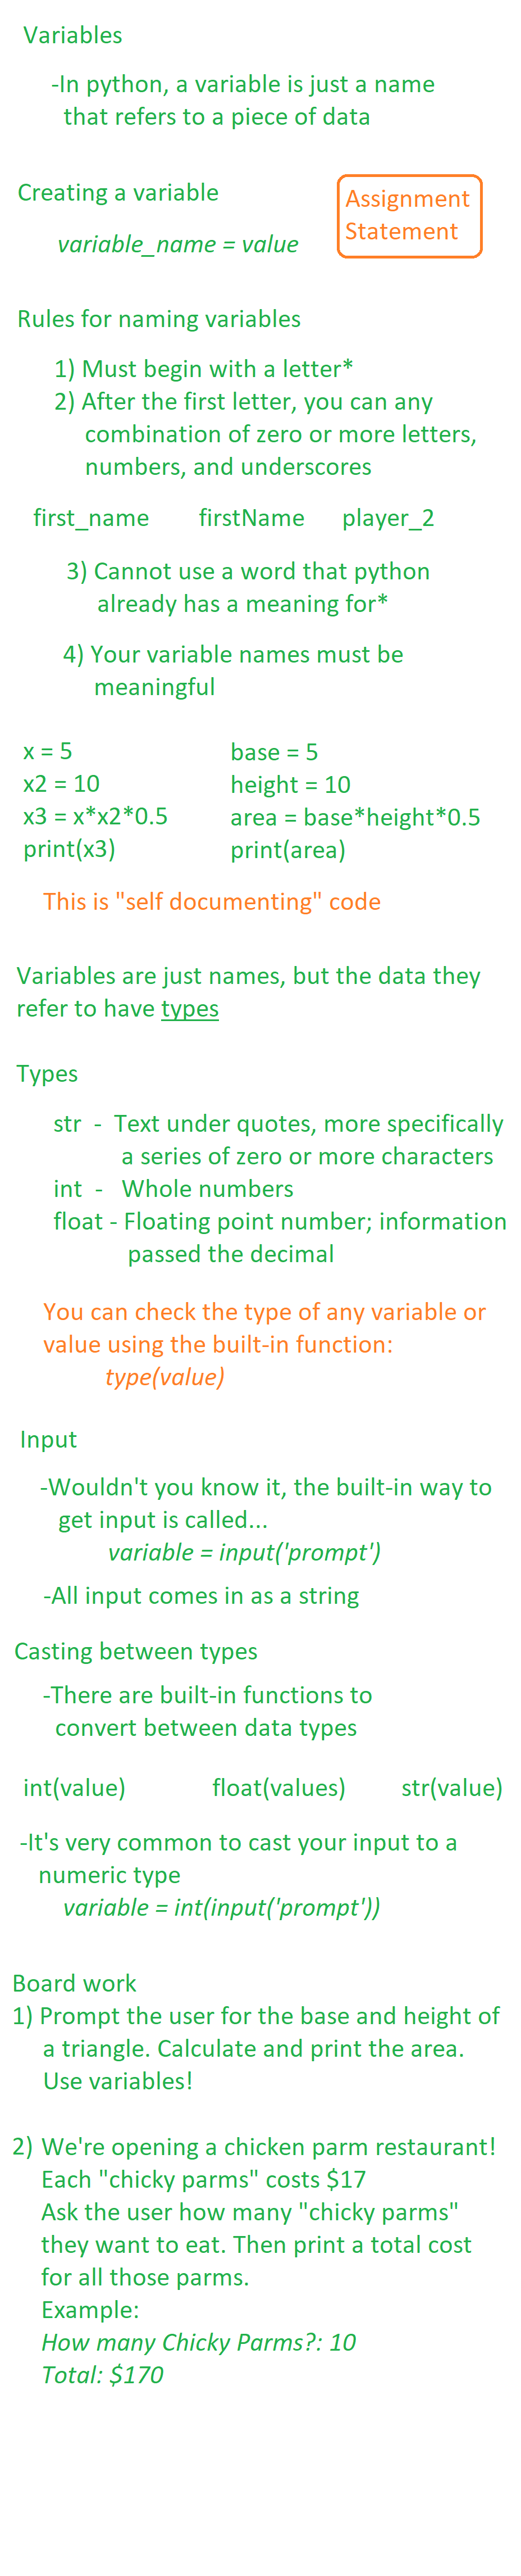 Variables
-In python, a variable is just a name
that refers to a piece of data
Creating a variable
variable_name = value
Assignment
Statement
Rules for naming variables
1) Must begin with a letter*
2) After the first letter, you can any
combination of zero or more letters,
numbers, and underscores
first_name firstName player_2
3) Cannot use a word that python
already has a meaning for*
4) Your variable names must be
meaningful
x = 5
x2 = 10
x3 = x*x2*0.5
print(x3)
base = 5
height = 10
area = base*height*0.5
print(area)
This is "self documenting" code
Variables are just names, but the data they
refer to have types
Types
str - Text under quotes, more specifically
a series of zero or more characters
int - Whole numbers
float - Floating point number; information
passed the decimal
You can check the type of any variable or
value using the built-in function:
type(value)
Input
-Wouldn't you know it, the built-in way to
get input is called...
variable = input('prompt')
-All input comes in as a string
Casting between types
-There are built-in functions to
convert between data types
int(value) float(values) str(value)
-It's very common to cast your input to a
numeric type
variable = int(input('prompt'))
Board work
1) Prompt the user for the base and height of
a triangle. Calculate and print the area.
Use variables!
2) We're opening a chicken parm restaurant!
Each "chicky parms" costs $17
Ask the user how many "chicky parms"
they want to eat. Then print a total cost
for all those parms.
Example:
How many Chicky Parms?: 10
Total: $170